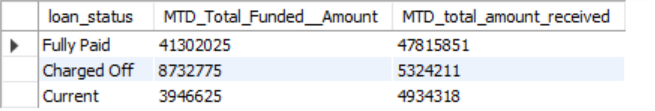 loan_status MTD_Total_Funded__Amount MTD_total_amount_received
Fully Paid 41302025 47815851
Charged Off 8732775 5324211
Current 3946625 4934318